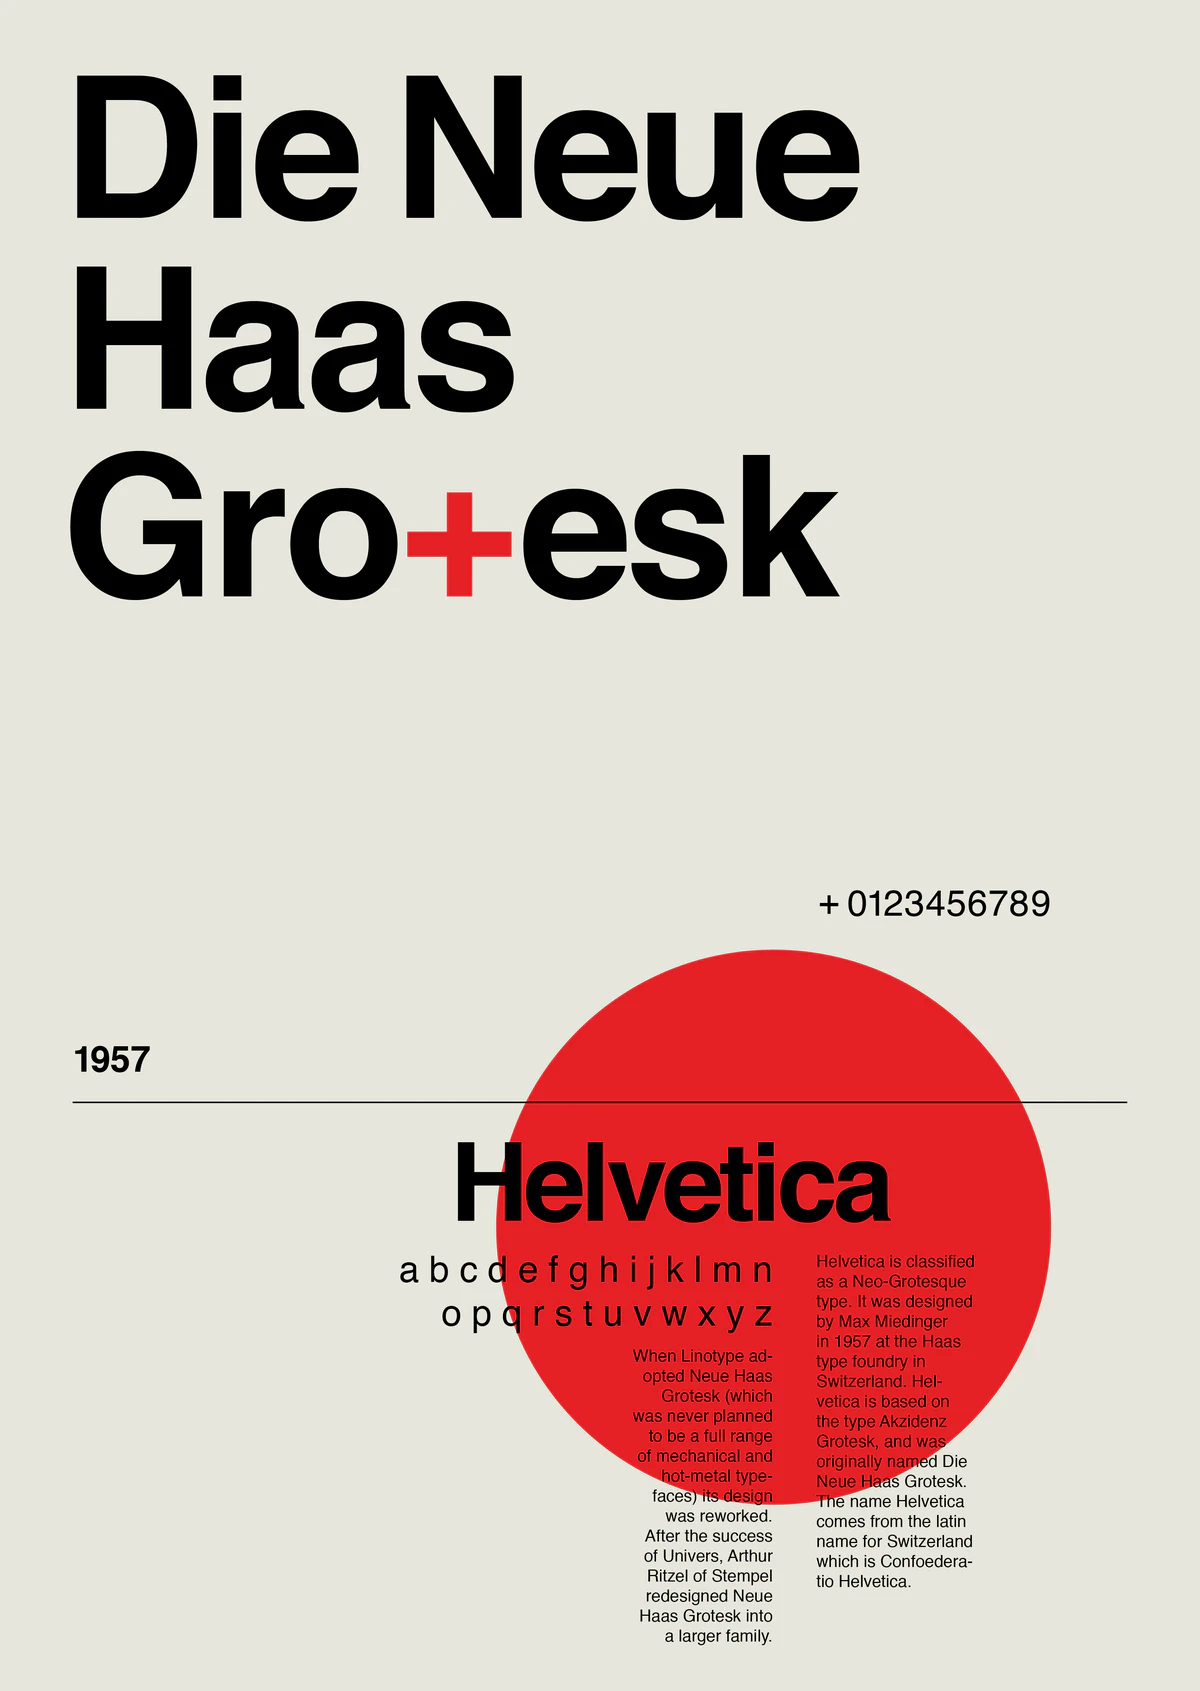 Die Neue
Haas
Gro+esk
+ 0123456789
1957
Helvetica
a b c d e f g h i j k l m n
o p q r s t u v w x y z
When Linotype ad-
opted Neue Haas
Grotesk (which
was never planned
to be a full range
of mechanical and
hot-metal type-
faces) its design
was reworked.
After the success
of Univers, Arthur
Ritzel of Stempel
redesigned Neue
Haas Grotesk into
a larger family.
Helvetica is classified
as a Neo-Grotesque
type. It was designed
by Max Miedinger
in 1957 at the Haas
type foundry in
Switzerland. Hel-
vetica is based on
the type Akzidenz
Grotesk, and was
originally named Die
Neue Haas Grotesk.
The name Helvetica
comes from the latin
name for Switzerland
which is Confoedera-
tio Helvetica.